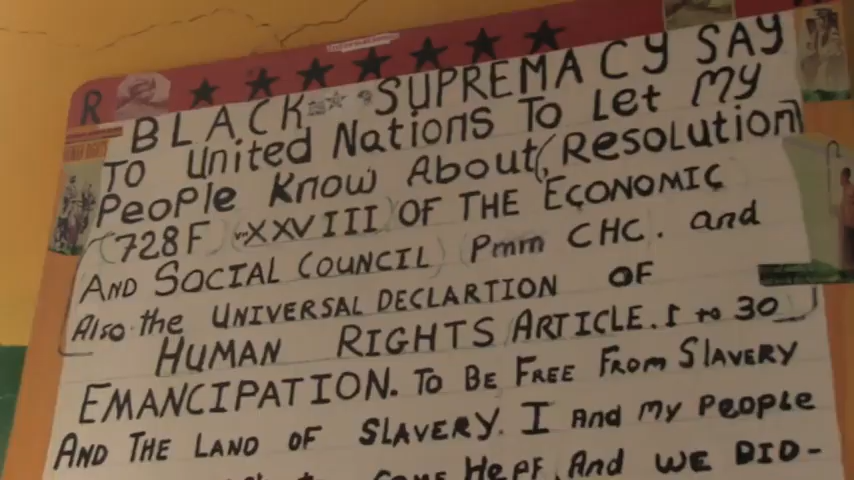 R
BLACK SUPREMACY SAY
TO United Nations To Let My
People Know About (Resolution)
(728F) XXVIII OF THE ECONOMIC
AND SOCIAL COUNCIL) (Pmm CHC. and
Also the UNIVERSAL DECLARTION OF
HUMAN RIGHTS ARTICLE. 1 to 30
EMANCIPATION. TO BE FREE FROM SLAVERY
AND THE LAND OF SLAVERY. I And My PEOPLE
COME HERE And WE DID-